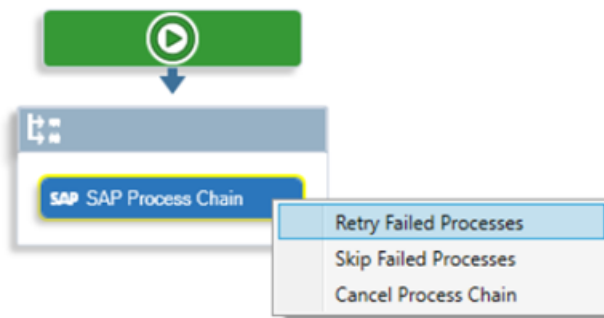 SAP SAP Process Chain
Retry Failed Processes
Skip Failed Processes
Cancel Process Chain